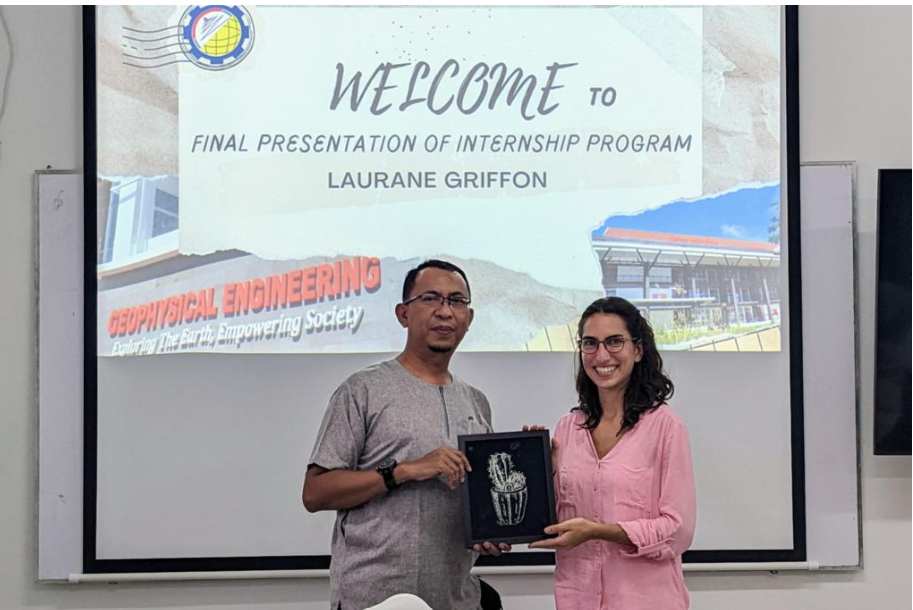 WELCOME TO
FINAL PRESENTATION OF INTERNSHIP PROGRAM
LAURANE GRIFFON
GEOPHYSICAL ENGINEERING
Exploring The Earth, Empowering Society